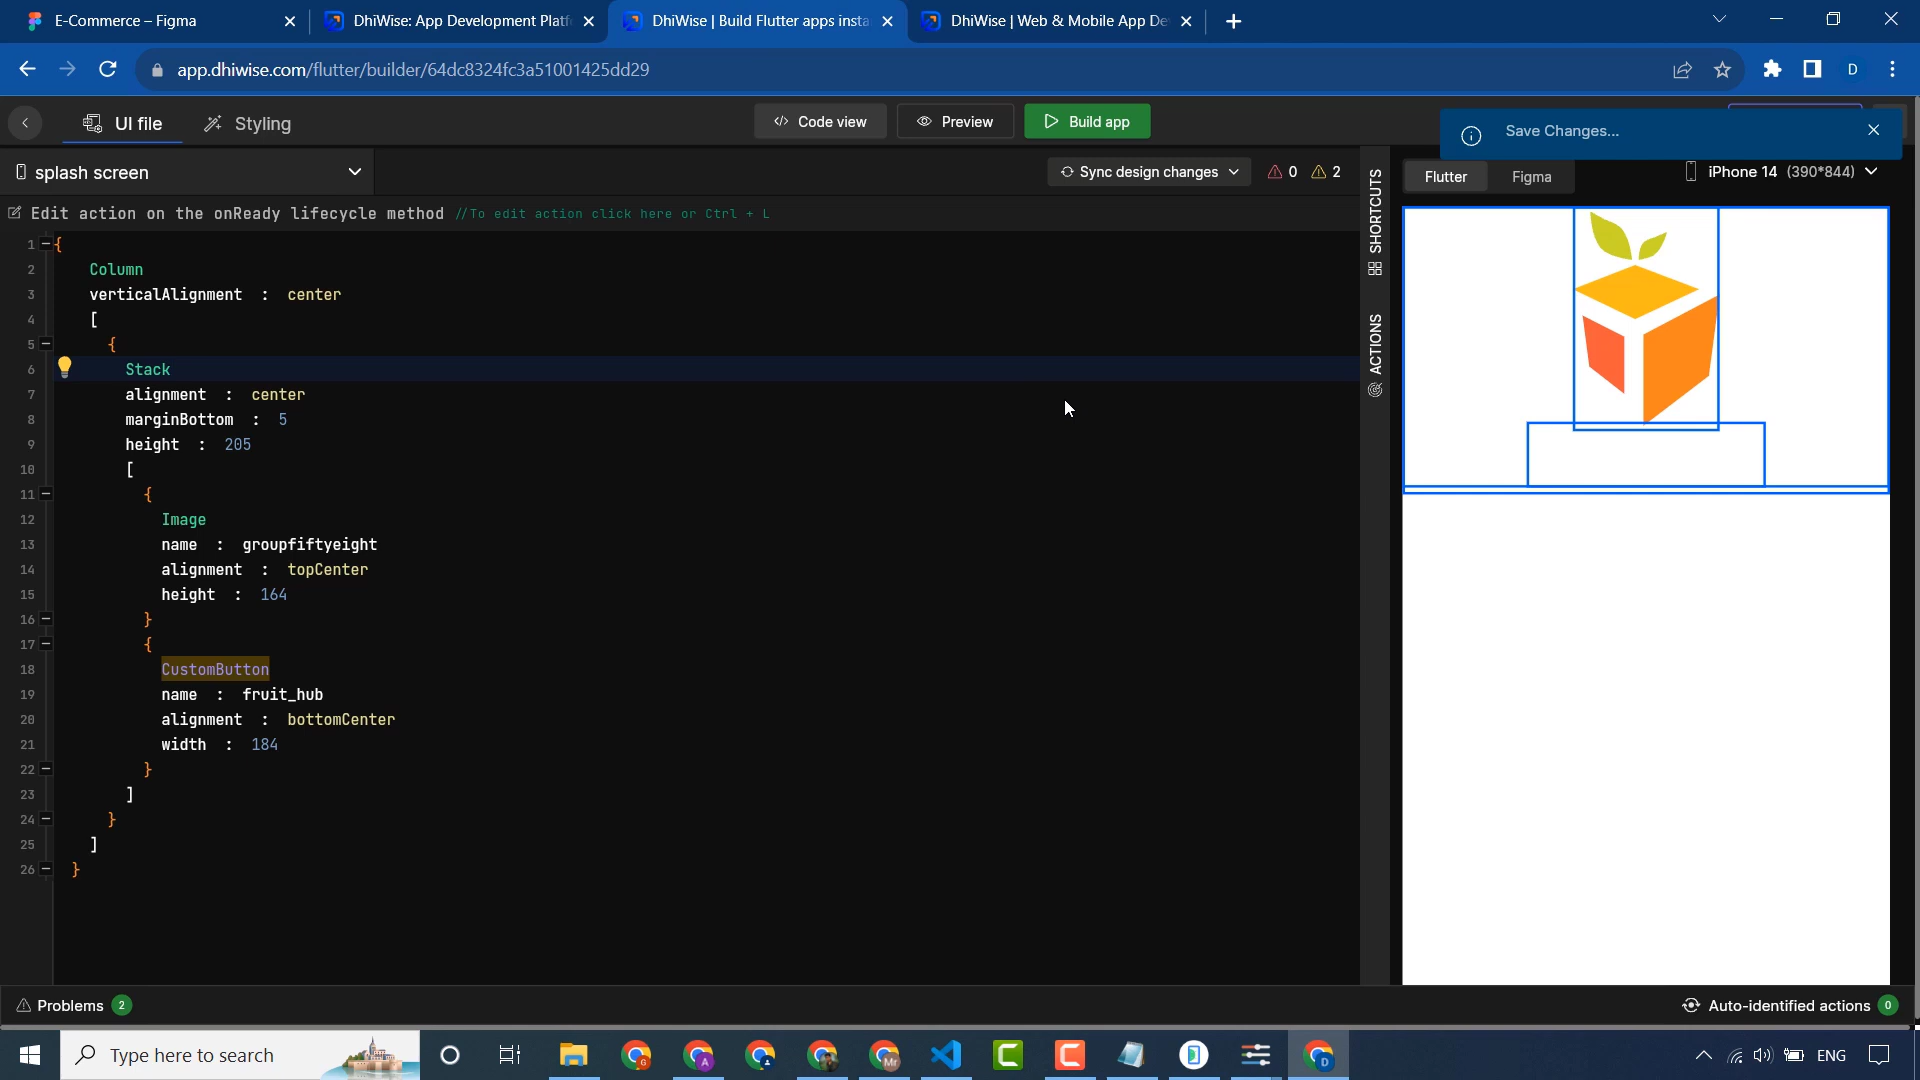 E-Commerce – Figma
DhiWise: App Development Platf
DhiWise | Build Flutter apps insta
DhiWise | Web & Mobile App De
app.dhiwise.com/flutter/builder/64dc8324fc3a51001425dd29
D
UI file
Styling
</> Code view
Preview
Build app
Save Changes...
splash screen
Sync design changes
0
2
Flutter
Figma
iPhone 14 (390*844)
Edit action on the onReady lifecycle method //To edit action click here or Ctrl + L
SHORTCUTS
ACTIONS
1 {
2 Column
3 verticalAlignment : center
4 [
5 {
6 Stack
7 alignment : center
8 marginBottom : 5
9 height : 205
10 [
11 {
12 Image
13 name : groupfiftyeight
14 alignment : topCenter
15 height : 164
16 }
17 {
18 CustomButton
19 name : fruit_hub
20 alignment : bottomCenter
21 width : 184
22 }
23 ]
24 }
25 ]
26 }
Problems 2
Auto-identified actions 0
Type here to search
G
A
Mr
D
ENG